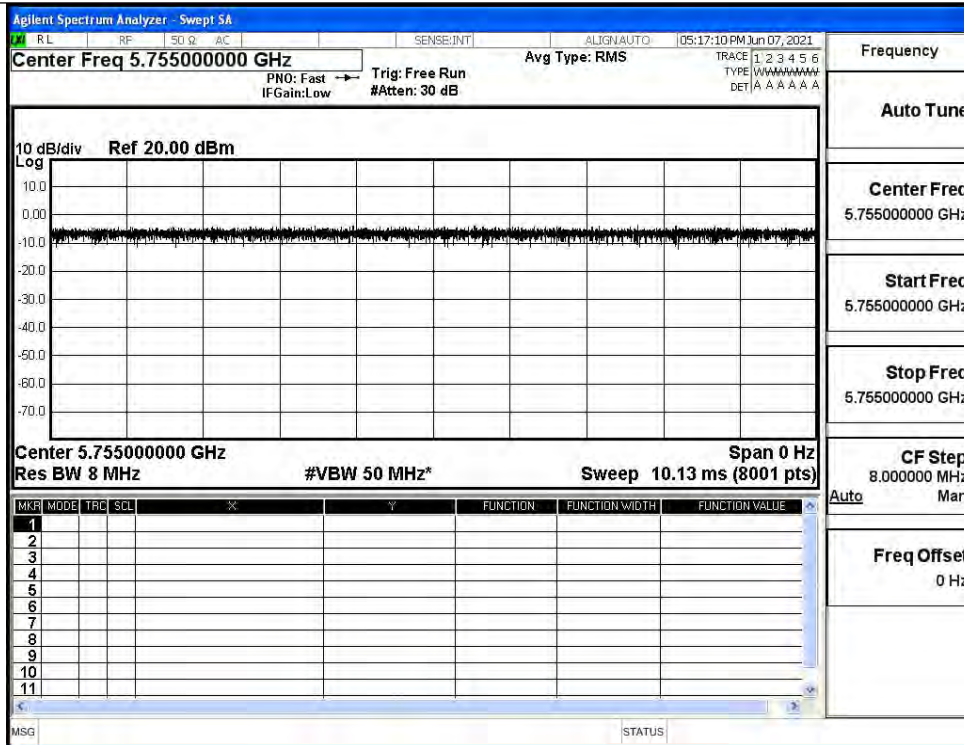 Agilent Spectrum Analyzer - Swept SA
RL RF 50 Ω AC SENSE:INT ALIGNAUTO 05:17:10 PM Jun 07, 2021
Center Freq 5.755000000 GHz Avg Type: RMS TRACE 1 2 3 4 5 6
PNO: Fast Trig: Free Run TYPE WWWWWW
IFGain:Low #Atten: 30 dB DET A A A A A A
10 dB/div Ref 20.00 dBm
Log
10.0
0.00
-10.0
-20.0
-30.0
-40.0
-50.0
-60.0
-70.0
Center 5.755000000 GHz Span 0 Hz
Res BW 8 MHz #VBW 50 MHz* Sweep 10.13 ms (8001 pts)
MKR MODE TRC SCL X Y FUNCTION FUNCTION WIDTH FUNCTION VALUE
1
2
3
4
5
6
7
8
9
10
11
MSG STATUS
Frequency
Auto Tune
Center Freq
5.755000000 GHz
Start Freq
5.755000000 GHz
Stop Freq
5.755000000 GHz
CF Step
8.000000 MHz
Auto Man
Freq Offset
0 Hz